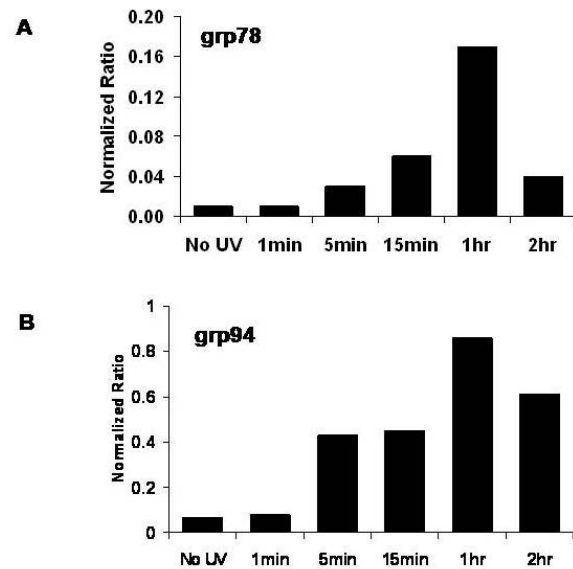 A
grp78
Normalized Ratio
0.20
0.16
0.12
0.08
0.04
0.00
No UV 1min 5min 15min 1hr 2hr
B
grp94
Normalized Ratio
1
0.8
0.6
0.4
0.2
0
No UV 1min 5min 15min 1hr 2hr